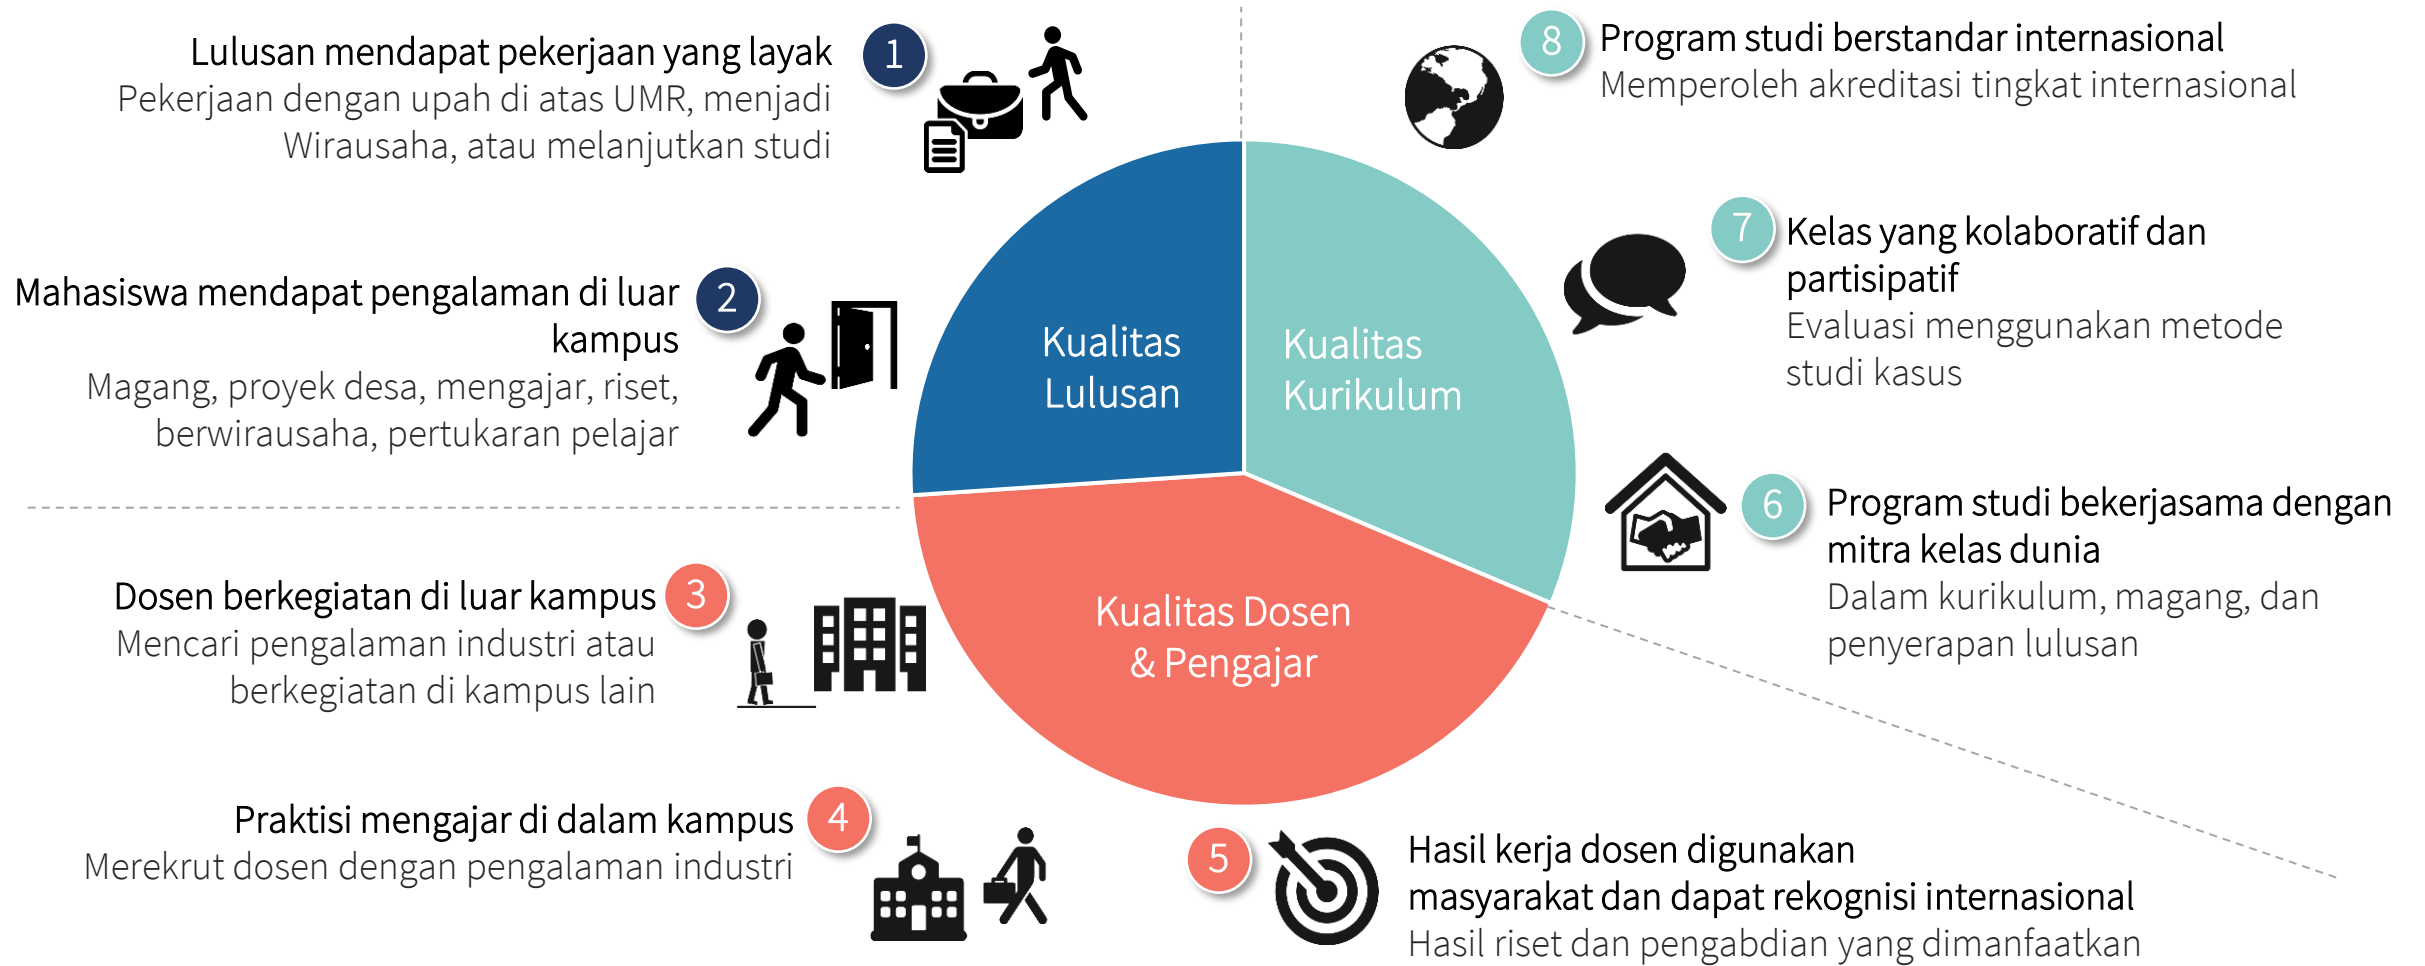 1
Lulusan mendapat pekerjaan yang layak
Pekerjaan dengan upah di atas UMR, menjadi
Wirausaha, atau melanjutkan studi
2
Mahasiswa mendapat pengalaman di luar
kampus
Magang, proyek desa, mengajar, riset,
berwirausaha, pertukaran pelajar
3
Dosen berkegiatan di luar kampus
Mencari pengalaman industri atau
berkegiatan di kampus lain
4
Praktisi mengajar di dalam kampus
Merekrut dosen dengan pengalaman industri
5
Hasil kerja dosen digunakan
masyarakat dan dapat rekognisi internasional
Hasil riset dan pengabdian yang dimanfaatkan
6
Program studi bekerjasama dengan
mitra kelas dunia
Dalam kurikulum, magang, dan
penyerapan lulusan
7
Kelas yang kolaboratif dan
partisipatif
Evaluasi menggunakan metode
studi kasus
8
Program studi berstandar internasional
Memperoleh akreditasi tingkat internasional
Kualitas
Lulusan
Kualitas
Kurikulum
Kualitas Dosen
& Pengajar